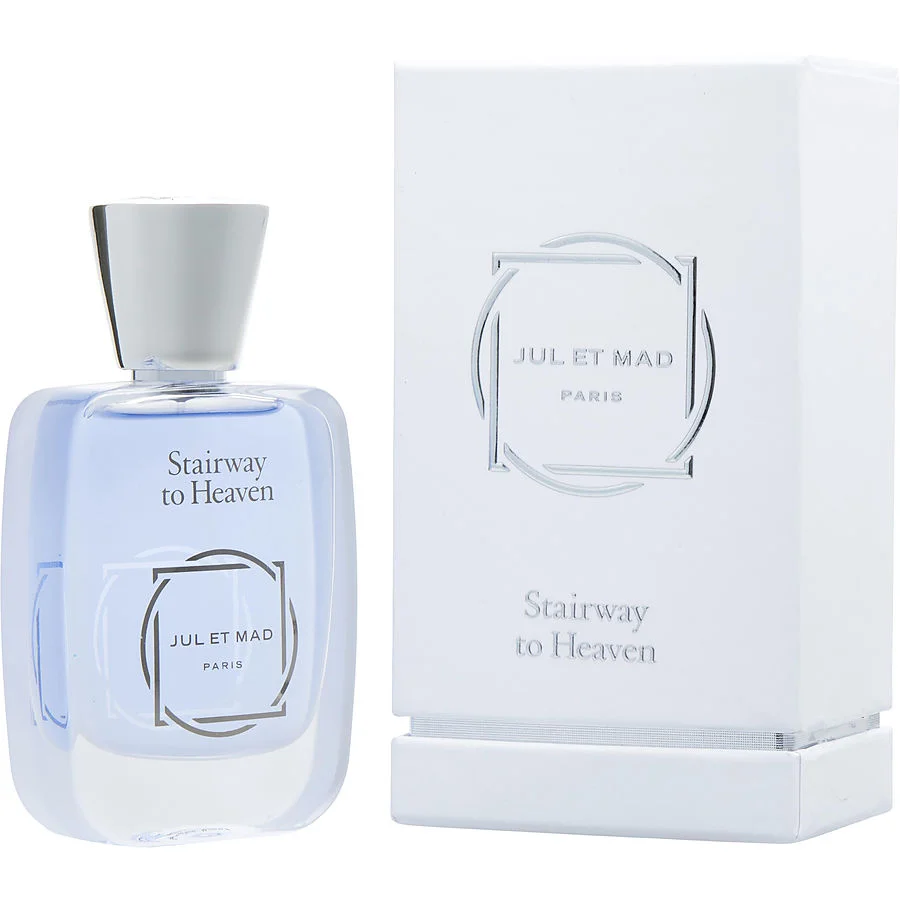 Stairway
to Heaven
JUL ET MAD
PARIS
JUL ET MAD
PARIS
Stairway
to Heaven